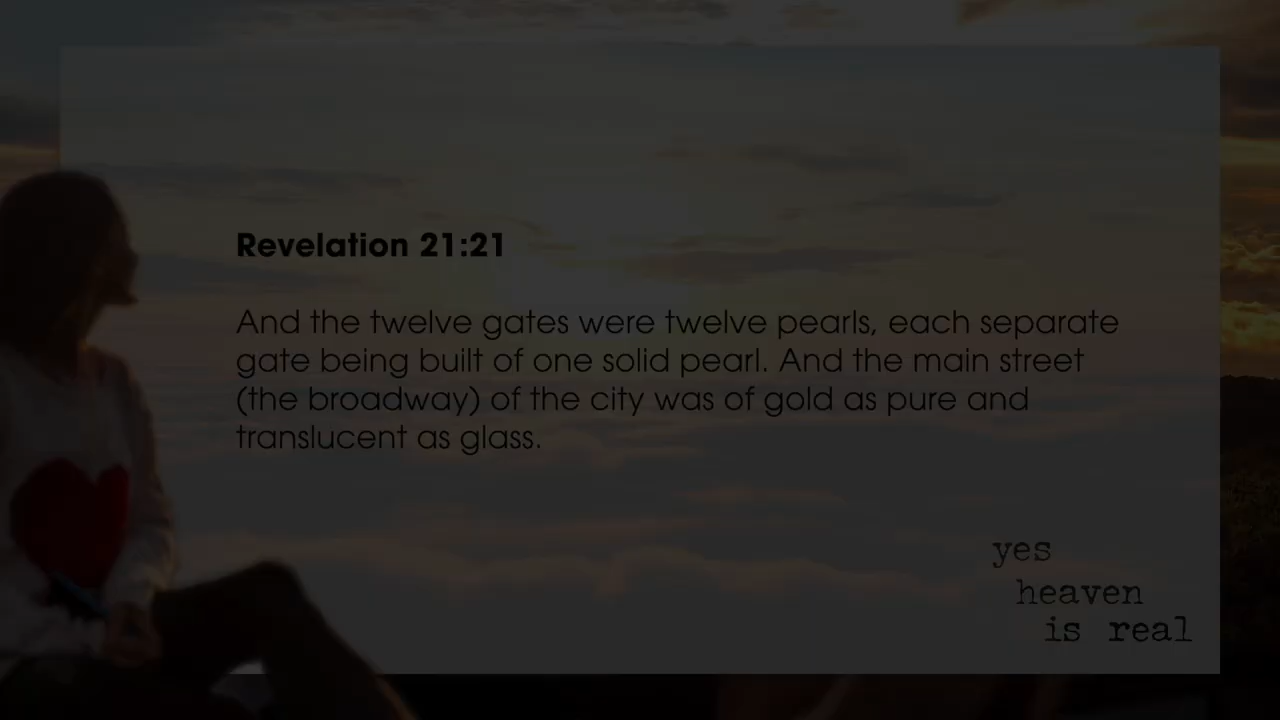 Revelation 21:21
And the twelve gates were twelve pearls, each separate
gate being built of one solid pearl. And the main street
(the broadway) of the city was of gold as pure and
translucent as glass.
yes
heaven
is real